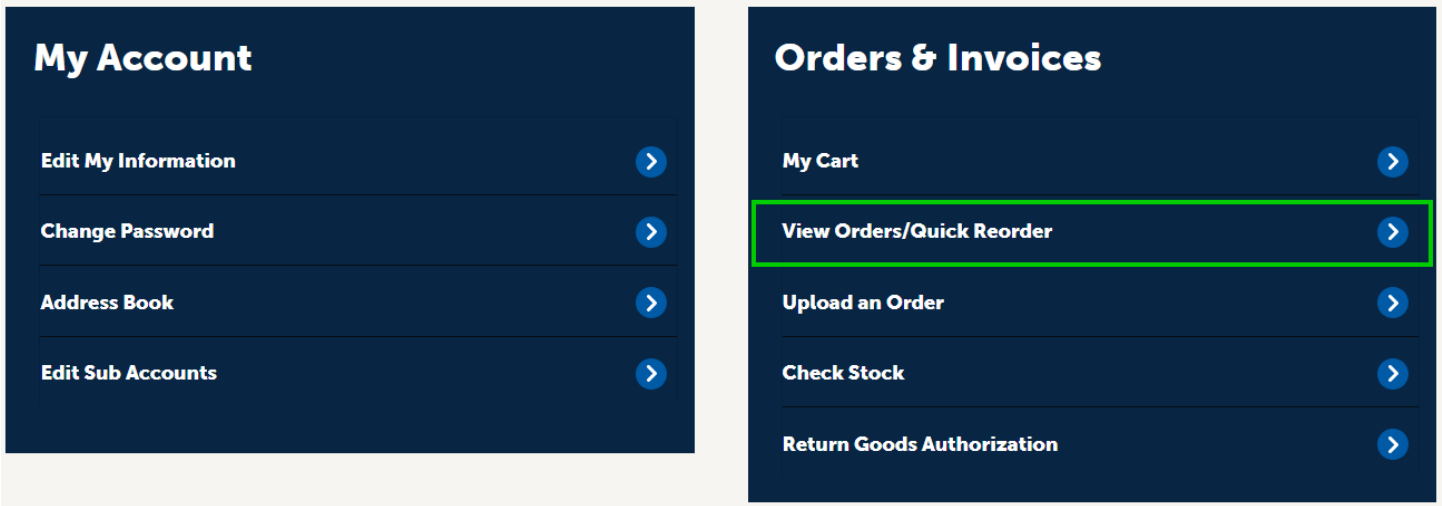 My Account
Edit My Information
Change Password
Address Book
Edit Sub Accounts
Orders & Invoices
My Cart
View Orders/Quick Reorder
Upload an Order
Check Stock
Return Goods Authorization